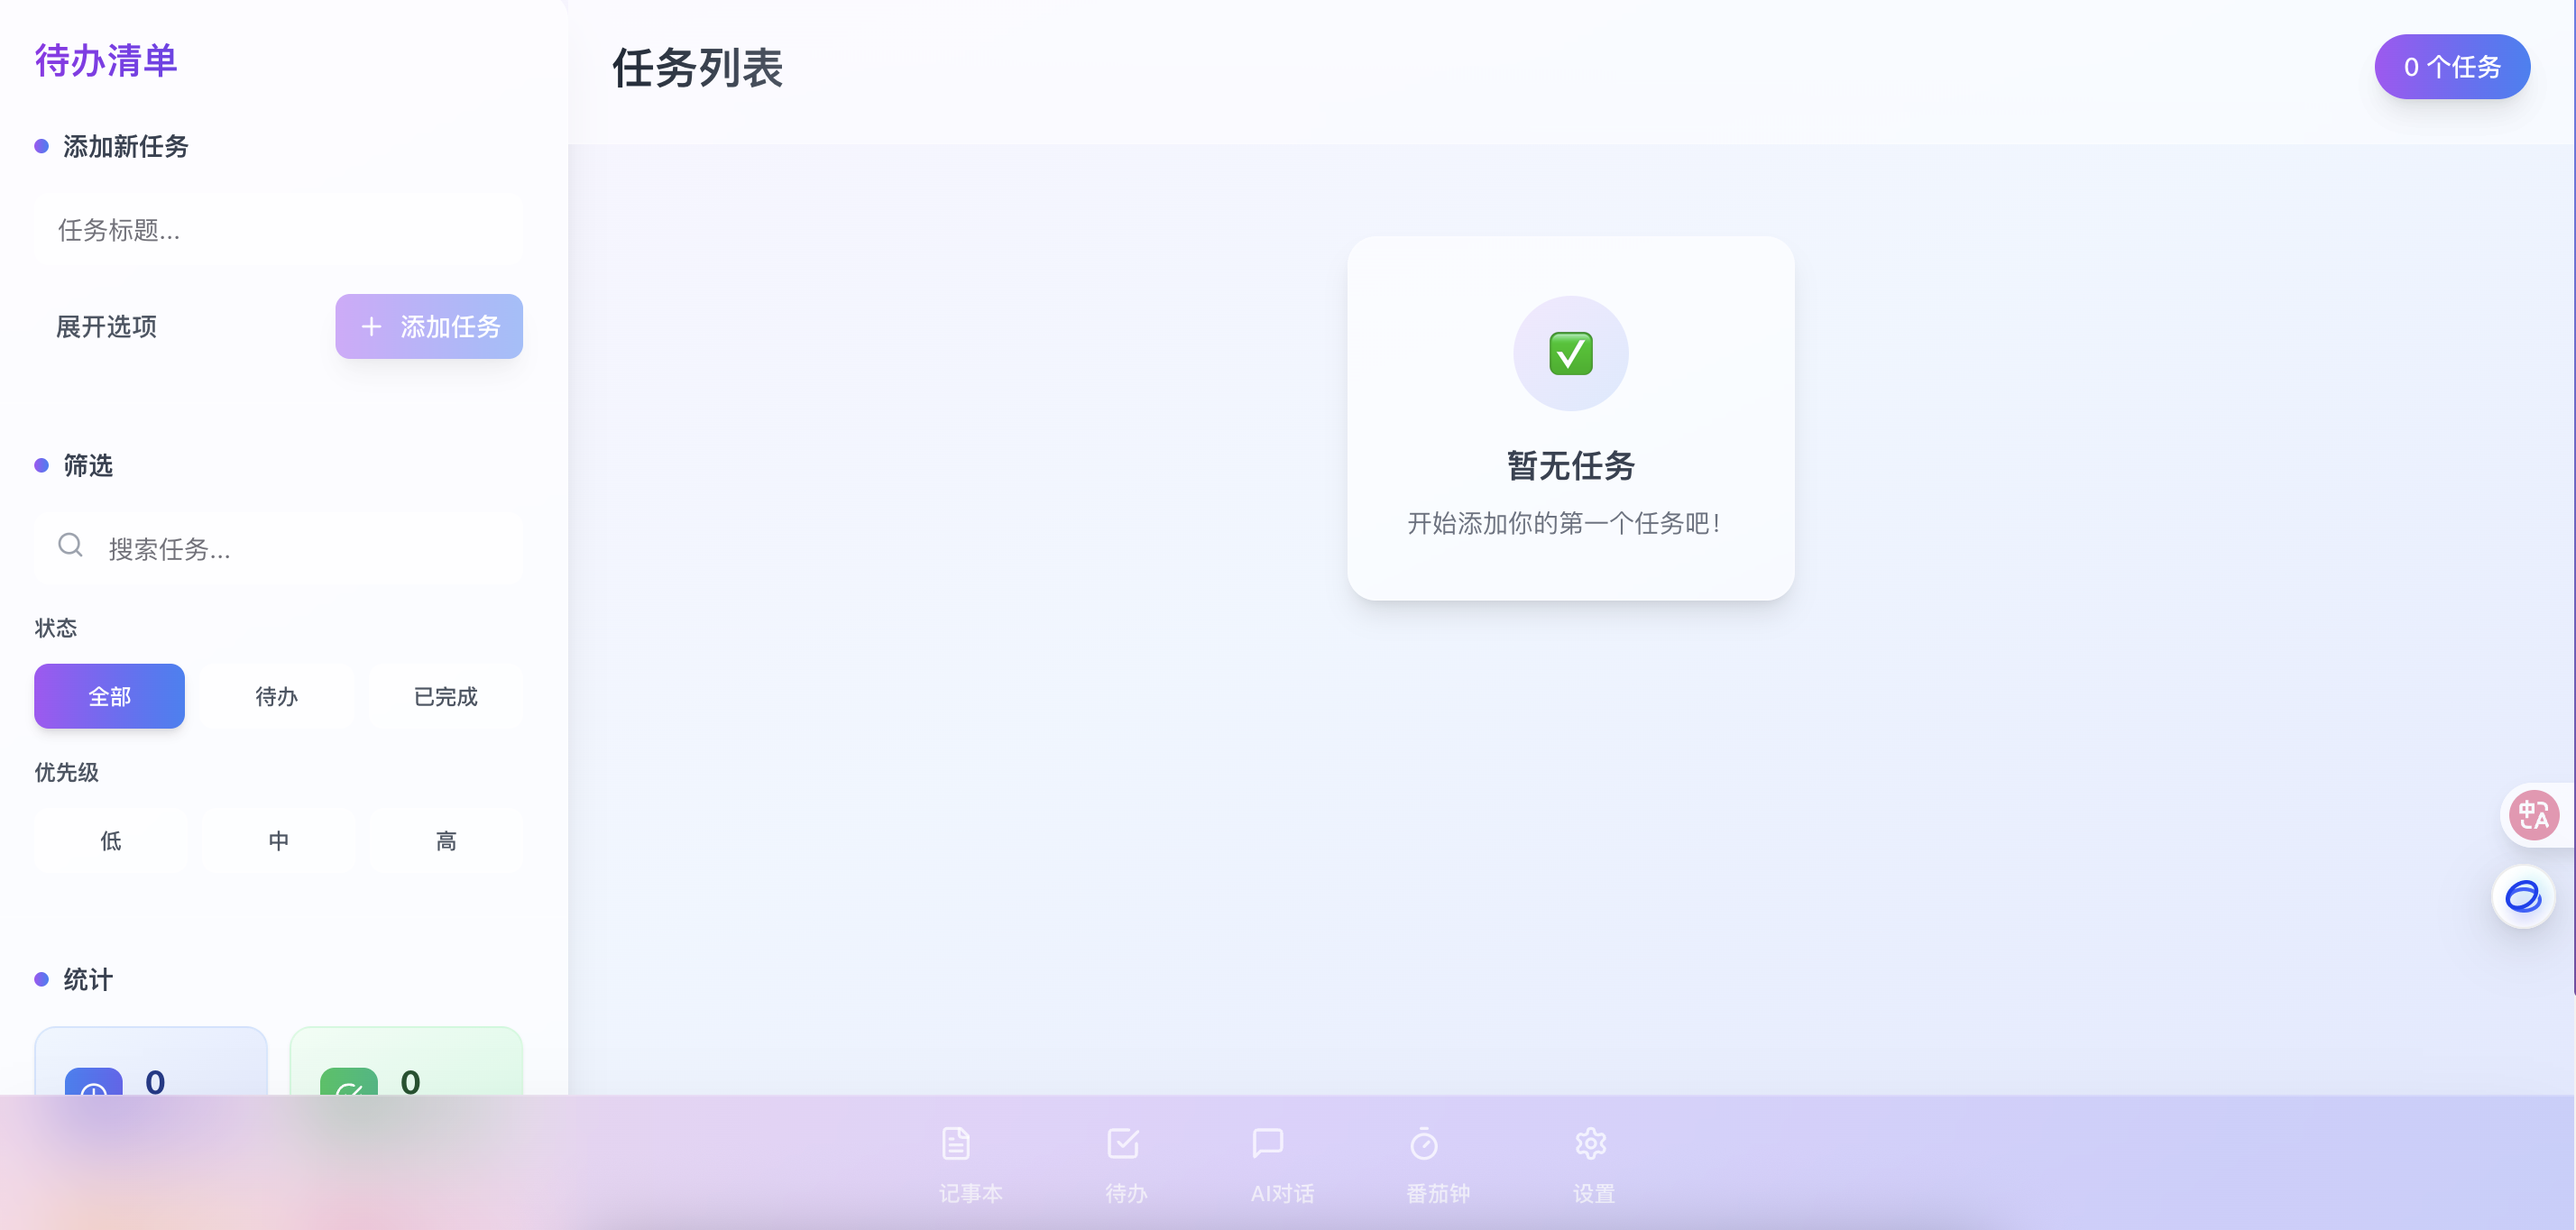 待办清单
添加新任务
任务标题...
展开选项
添加任务
筛选
搜索任务...
状态
全部
待办
已完成
优先级
低
中
高
统计
0
0
任务列表
0 个任务
暂无任务
开始添加你的第一个任务吧！
中A
记事本
待办
AI对话
番茄钟
设置